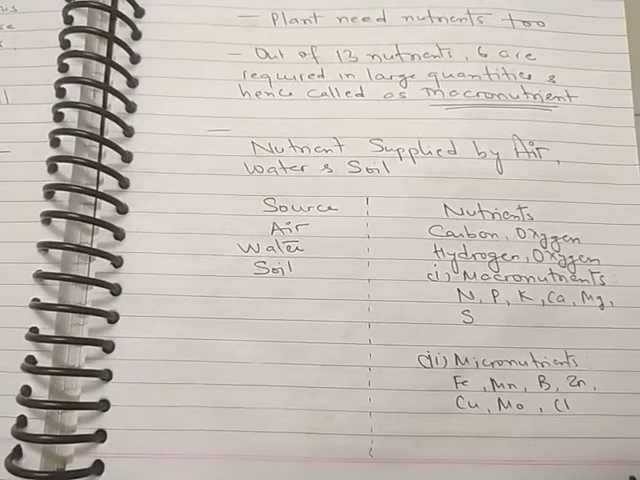 us
se
- Plant need nutrients too
- Out of 13 nutrients, 6 are
required in large quantities &
hence called as macronutrient
-
Nutrient Supplied by Air,
Water & Soil
Source Nutrients
Air Carbon, Oxygen
Water Hydrogen, Oxygen
Soil (i) Macronutrients
N, P, K, Ca, Mg,
S
(ii) Micronutrients
Fe, Mn, B, Zn,
Cu, Mo, Cl